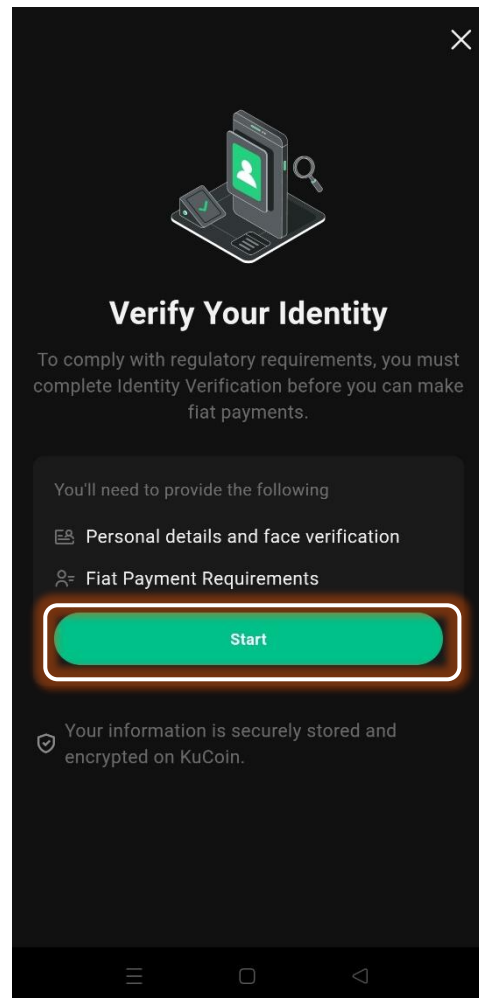 Verify Your Identity
To comply with regulatory requirements, you must
complete Identity Verification before you can make
fiat payments.
You'll need to provide the following
Personal details and face verification
Fiat Payment Requirements
Start
Your information is securely stored and
encrypted on KuCoin.